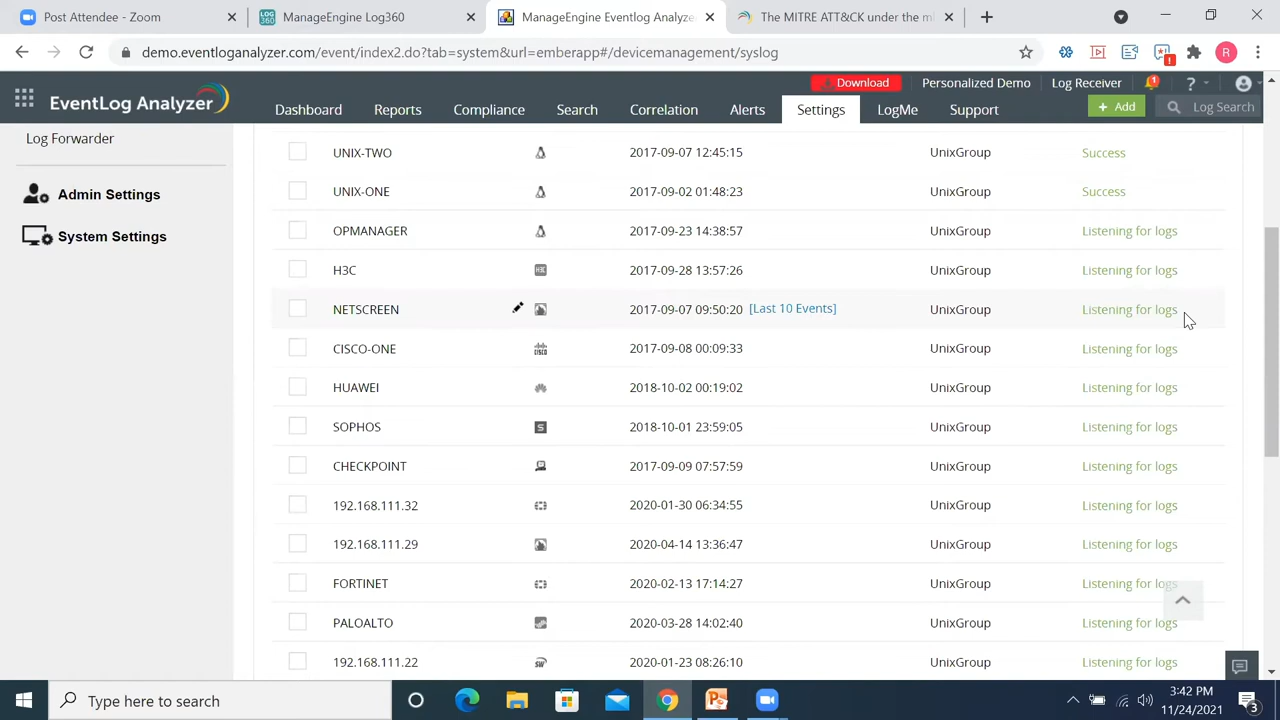 Post Attendee - Zoom
ManageEngine Log360
ManageEngine Eventlog Analyze
The MITRE ATT&CK under the mi
demo.eventloganalyzer.com/event/index2.do?tab=system&url=emberapp#/devicemanagement/syslog
R
Download
Personalized Demo
Log Receiver
1
?
EventLog Analyzer
Dashboard
Reports
Compliance
Search
Correlation
Alerts
Settings
LogMe
Support
+ Add
Log Search
Log Forwarder
Admin Settings
System Settings
UNIX-TWO 2017-09-07 12:45:15 UnixGroup Success
UNIX-ONE 2017-09-02 01:48:23 UnixGroup Success
OPMANAGER 2017-09-23 14:38:57 UnixGroup Listening for logs
H3C H3C 2017-09-28 13:57:26 UnixGroup Listening for logs
NETSCREEN 2017-09-07 09:50:20 [Last 10 Events] UnixGroup Listening for logs
CISCO-ONE CISCO 2017-09-08 00:09:33 UnixGroup Listening for logs
HUAWEI 2018-10-02 00:19:02 UnixGroup Listening for logs
SOPHOS S 2018-10-01 23:59:05 UnixGroup Listening for logs
CHECKPOINT 2017-09-09 07:57:59 UnixGroup Listening for logs
192.168.111.32 2020-01-30 06:34:55 UnixGroup Listening for logs
192.168.111.29 2020-04-14 13:36:47 UnixGroup Listening for logs
FORTINET 2020-02-13 17:14:27 UnixGroup Listening for logs
PALOALTO 2020-03-28 14:02:40 UnixGroup Listening for logs
192.168.111.22 SW 2020-01-23 08:26:10 UnixGroup Listening for logs
Type here to search
3:42 PM
11/24/2021
3